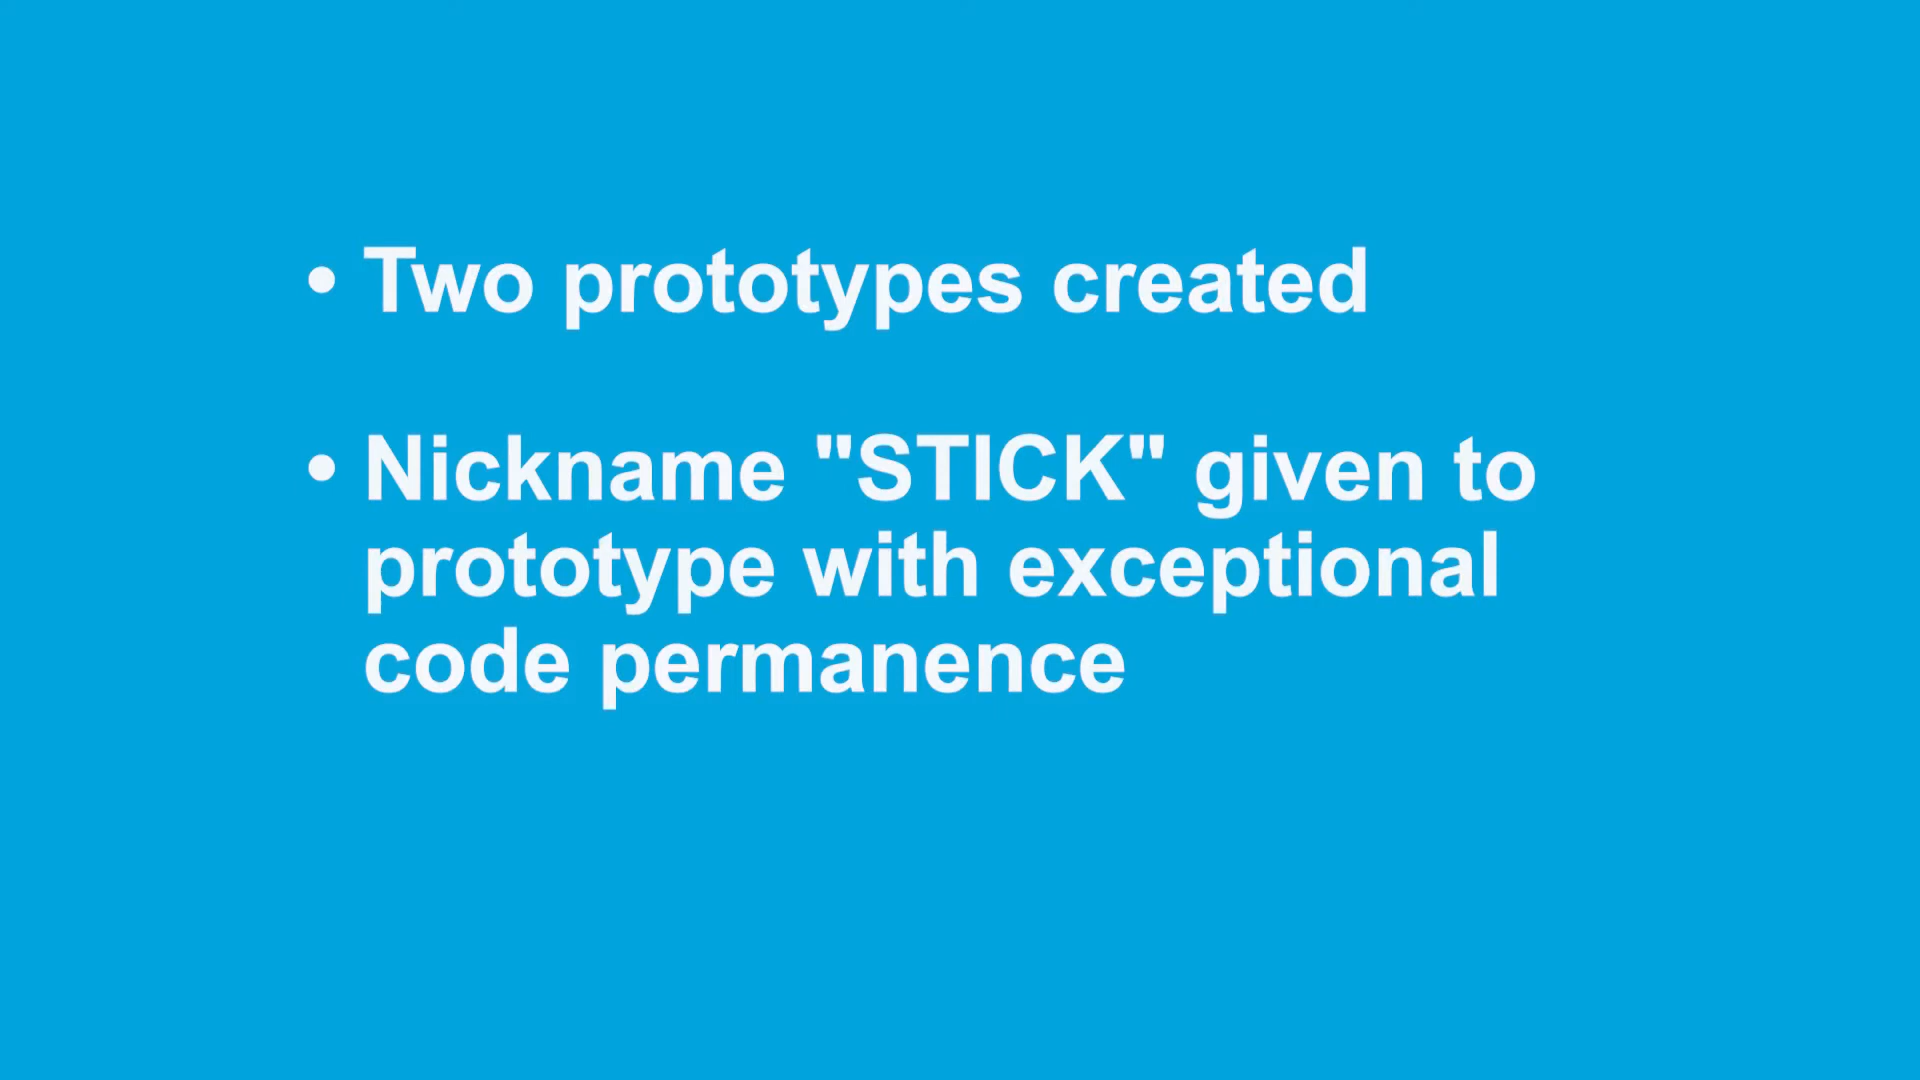 • Two prototypes created
• Nickname "STICK" given to
prototype with exceptional
code permanence